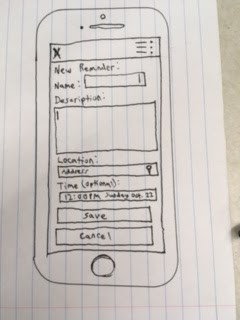 X
New Reminder:
Name:
Description:
Location:
Address
Time (optional):
12:00PM Sunday Oct. 22
Save
Cancel